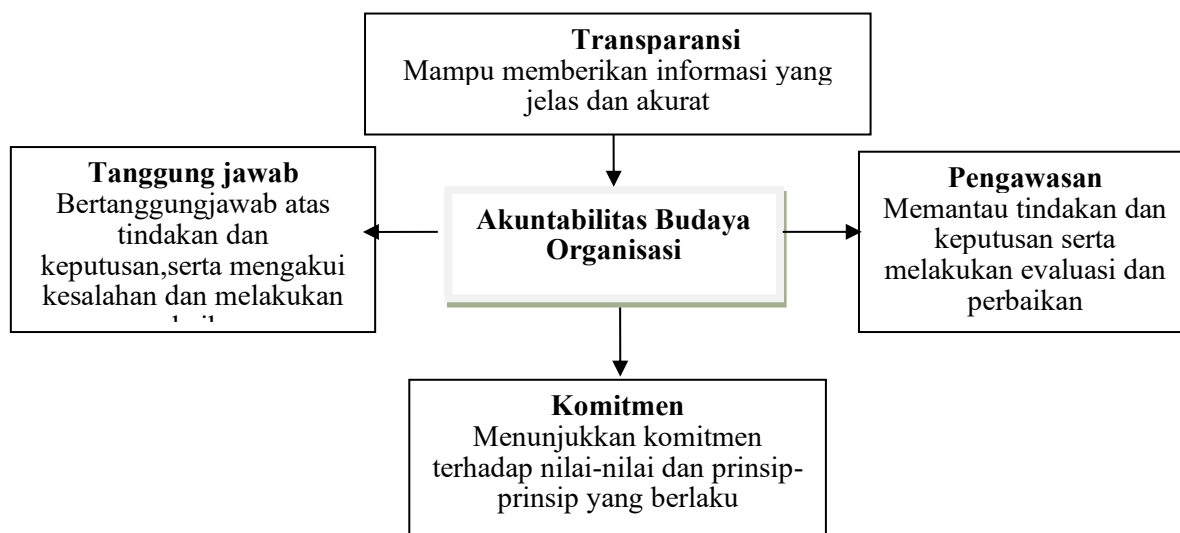 Transparansi
Mampu memberikan informasi yang
jelas dan akurat
Tanggung jawab
Bertanggungjawab atas
tindakan dan
keputusan,serta mengakui
kesalahan dan melakukan
Akuntabilitas Budaya
Organisasi
Pengawasan
Memantau tindakan dan
keputusan serta
melakukan evaluasi dan
perbaikan
Komitmen
Menunjukkan komitmen
terhadap nilai-nilai dan prinsip-
prinsip yang berlaku